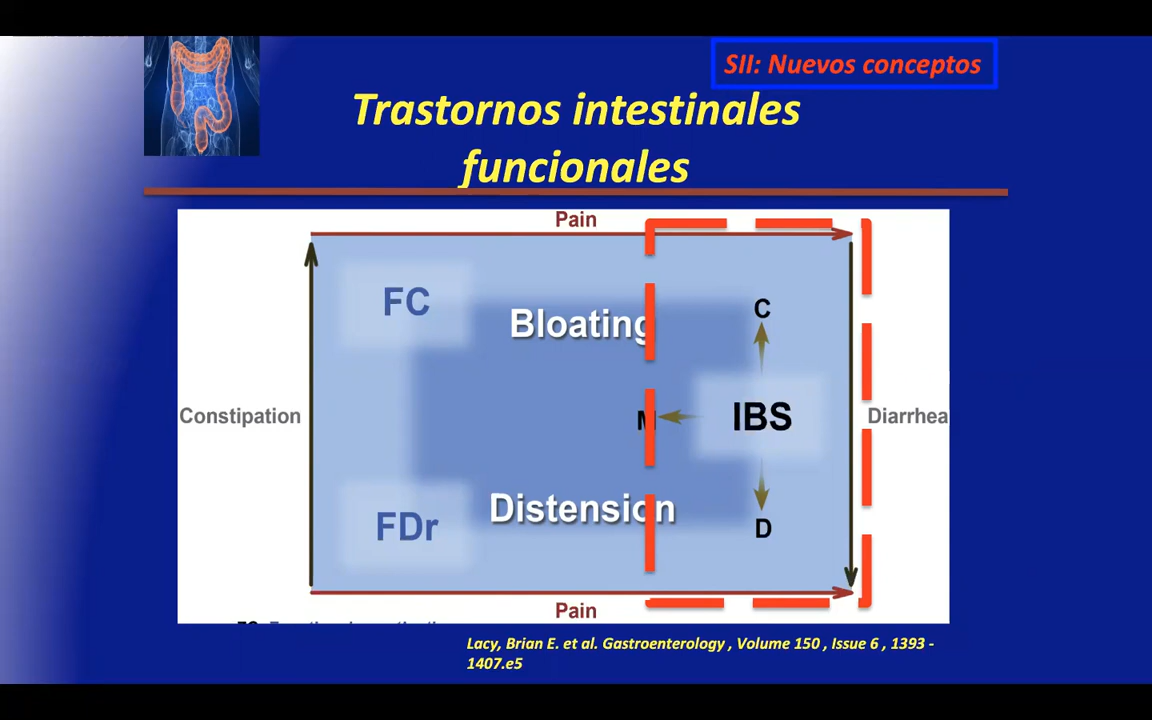 SII: Nuevos conceptos
Trastornos intestinales
funcionales
Pain
FC
Bloating
C
Constipation
M
IBS
Diarrhea
Distension
FDr
D
Pain
Lacy, Brian E. et al. Gastroenterology , Volume 150 , Issue 6 , 1393 -
1407.e5